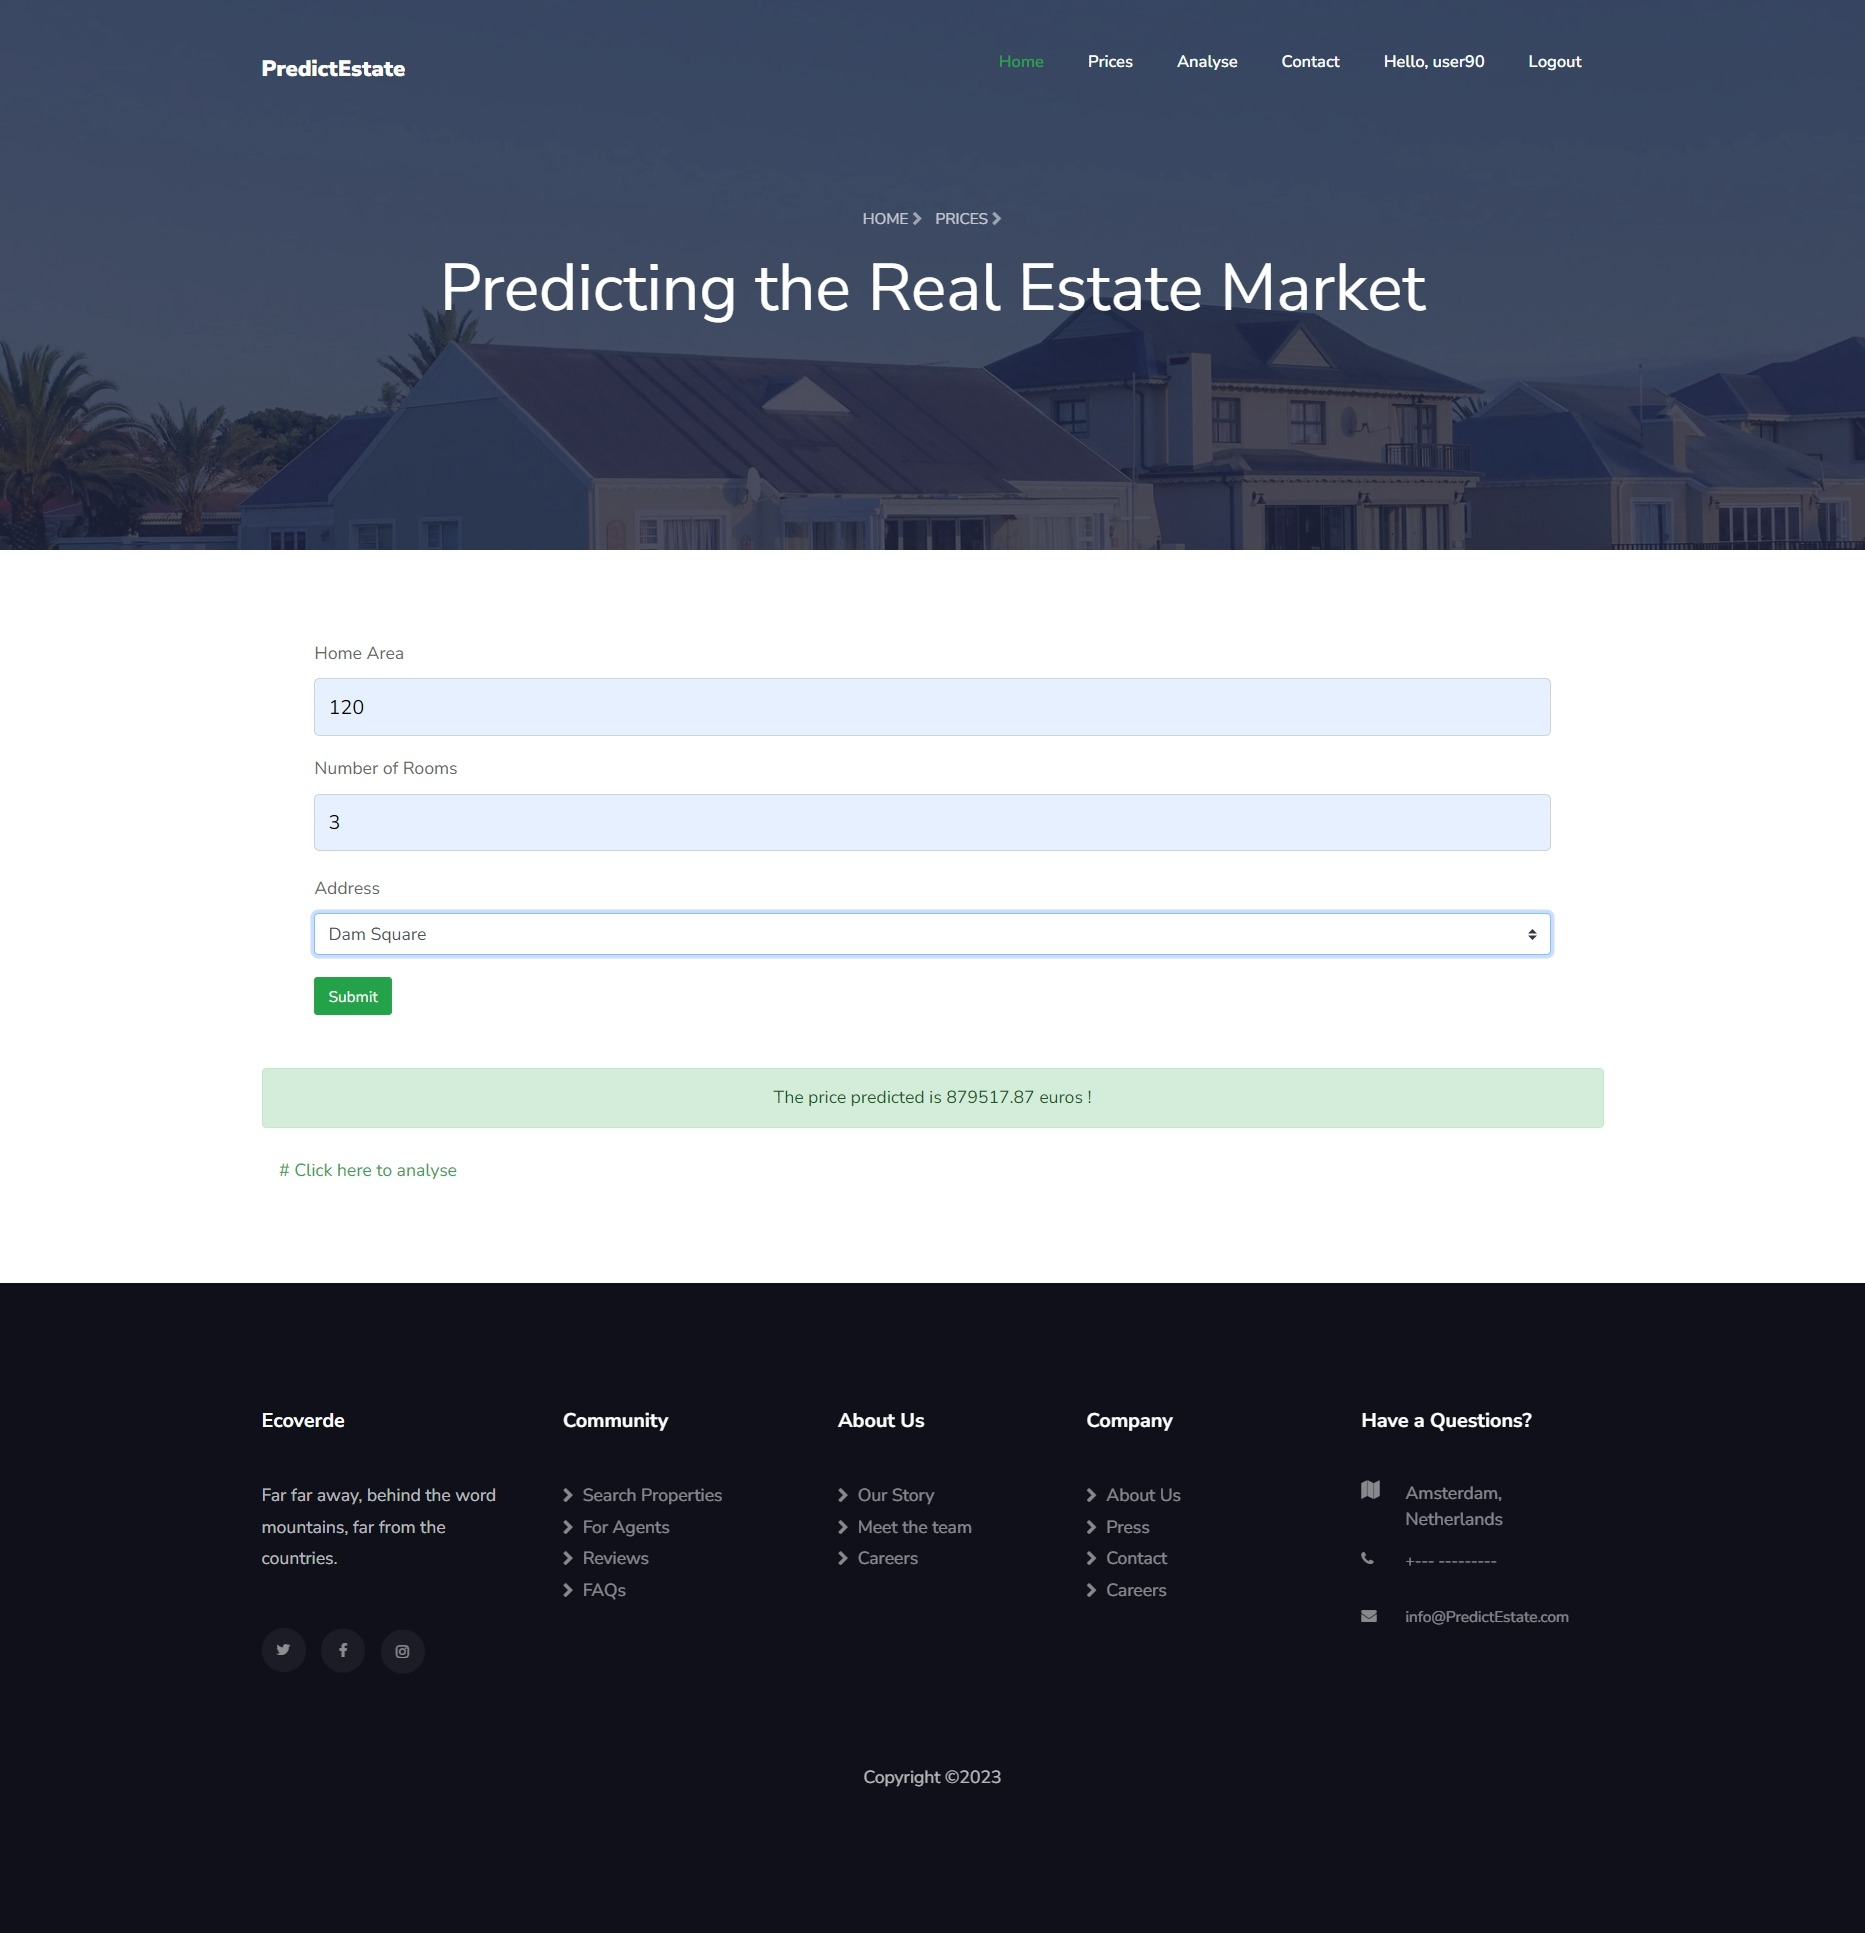 PredictEstate
Home Prices Analyse Contact Hello, user90 Logout
HOME PRICES
Predicting the Real Estate Market
Home Area
120
Number of Rooms
3
Address
Dam Square
Submit
The price predicted is 879517.87 euros !
# Click here to analyse
Ecoverde
Far far away, behind the word
mountains, far from the
countries.
Community
Search Properties
For Agents
Reviews
FAQs
About Us
Our Story
Meet the team
Careers
Company
About Us
Press
Contact
Careers
Have a Questions?
Amsterdam,
Netherlands
+--- ---------
info@PredictEstate.com
Copyright ©2023